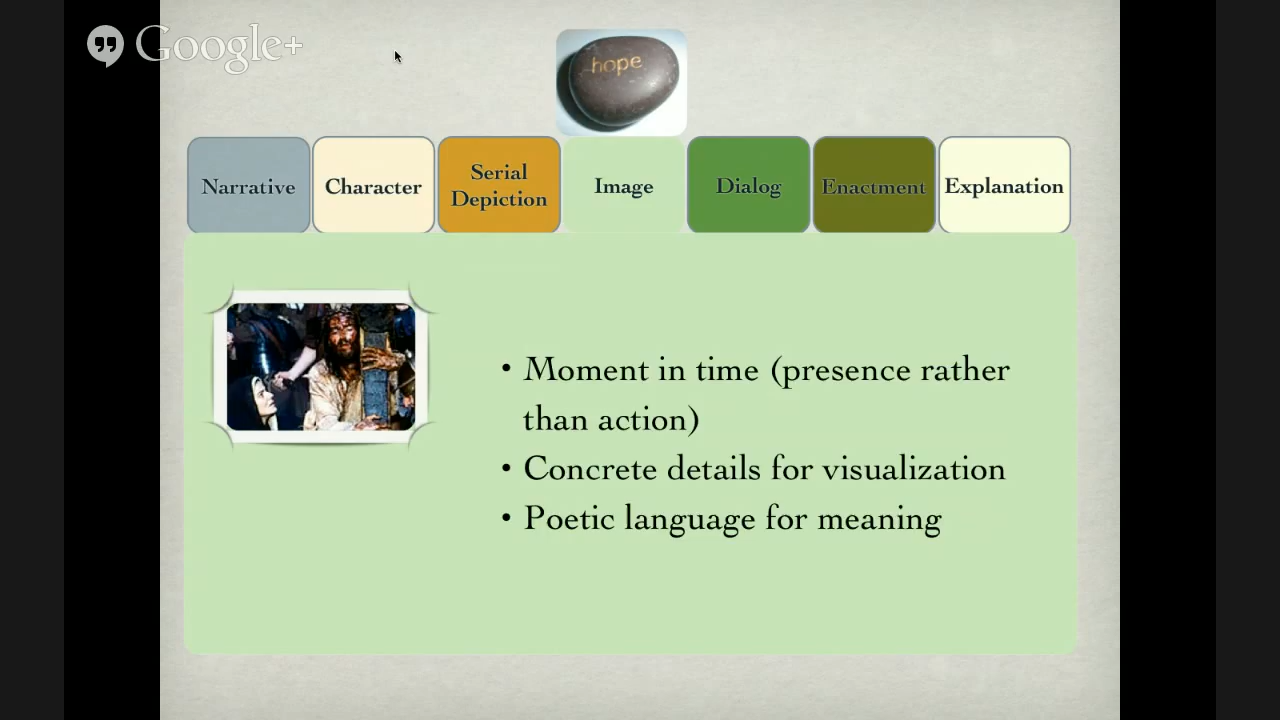 Google+
hope
Narrative
Character
Serial
Depiction
Image
Dialog
Enactment
Explanation
• Moment in time (presence rather
than action)
• Concrete details for visualization
• Poetic language for meaning